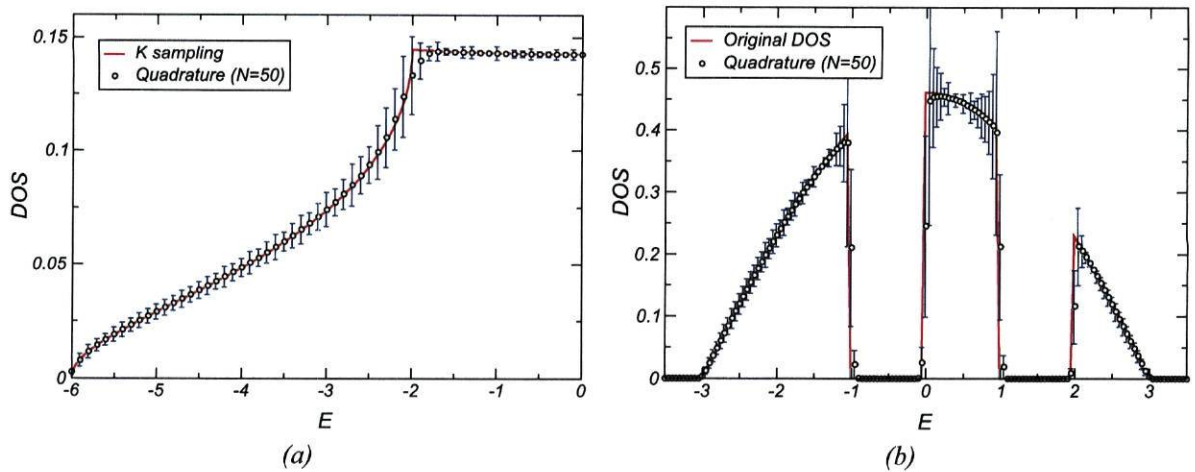 0.15
K sampling
Quadrature (N=50)
0.1
DOS
0.05
0
-6 -5 -4 -3 -2 -1 0
E
(a)
0.5
Original DOS
Quadrature (N=50)
0.4
0.3
DOS
0.2
0.1
0
-3 -2 -1 0 1 2 3
E
(b)